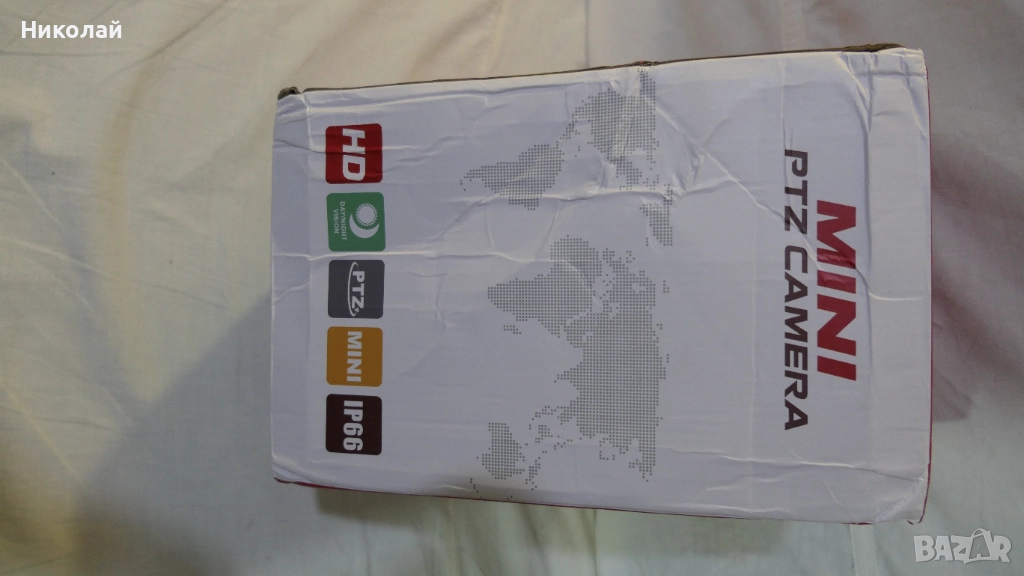 Николай
MINI
PTZ CAMERA
HD
DAY/NIGHT
VISION
PTZ
MINI
IP66
BAZAR